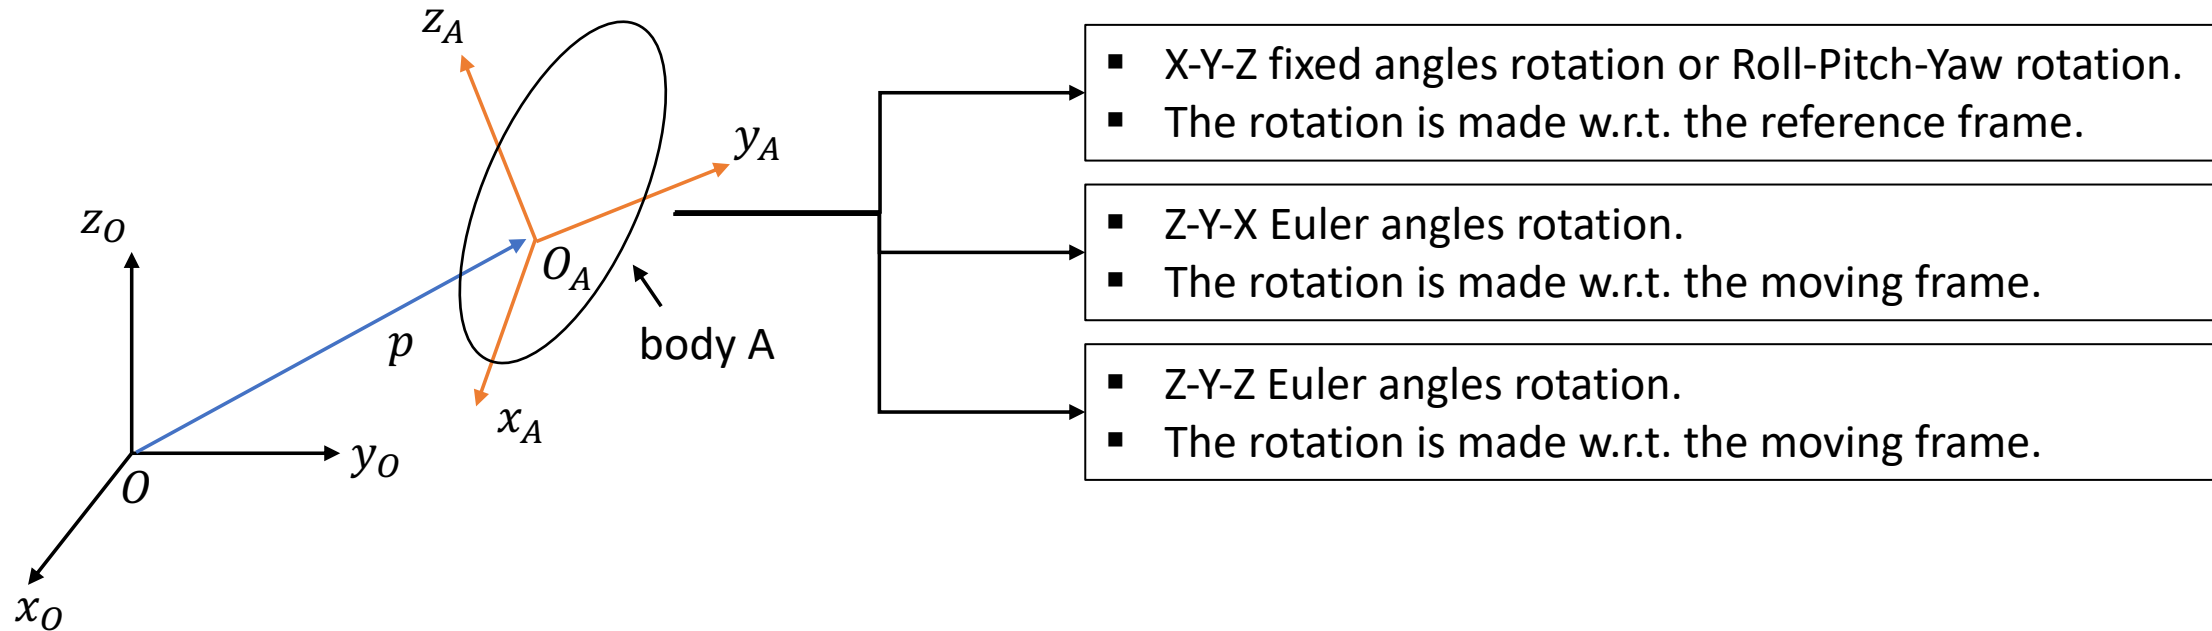 z_A
y_A
z_O
O_A
p
body A
x_A
y_O
O
x_O
▪ X-Y-Z fixed angles rotation or Roll-Pitch-Yaw rotation.
▪ The rotation is made w.r.t. the reference frame.
▪ Z-Y-X Euler angles rotation.
▪ The rotation is made w.r.t. the moving frame.
▪ Z-Y-Z Euler angles rotation.
▪ The rotation is made w.r.t. the moving frame.